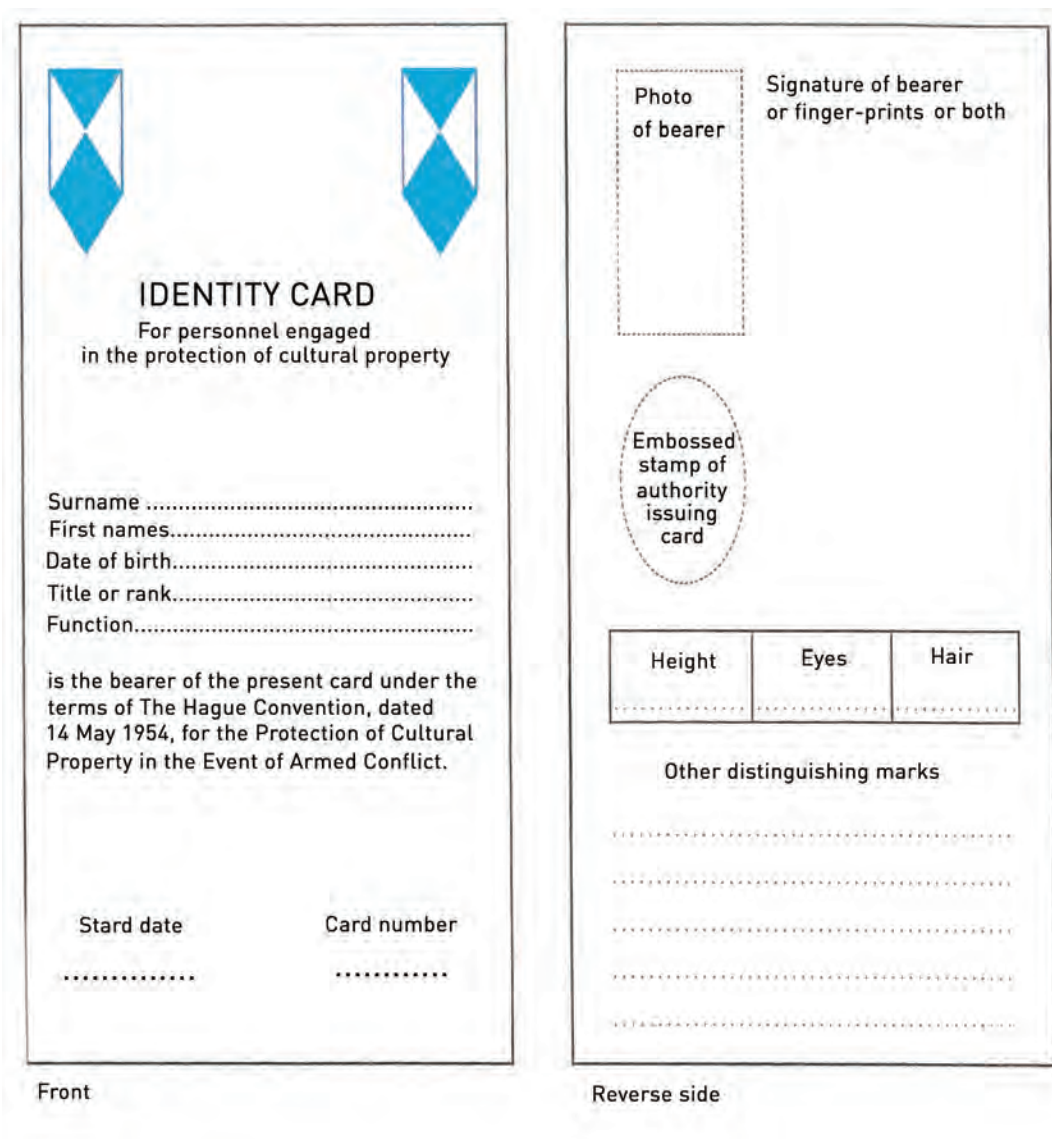 IDENTITY CARD
For personnel engaged
in the protection of cultural property
Surname ................................................
First names............................................
Date of birth............................................
Title or rank............................................
Function.................................................
is the bearer of the present card under the
terms of The Hague Convention, dated
14 May 1954, for the Protection of Cultural
Property in the Event of Armed Conflict.
Stard date
Card number
Front
Photo
of bearer
Signature of bearer
or finger-prints or both
Embossed
stamp of
authority
issuing
card
Height
Eyes
Hair
Other distinguishing marks
Reverse side